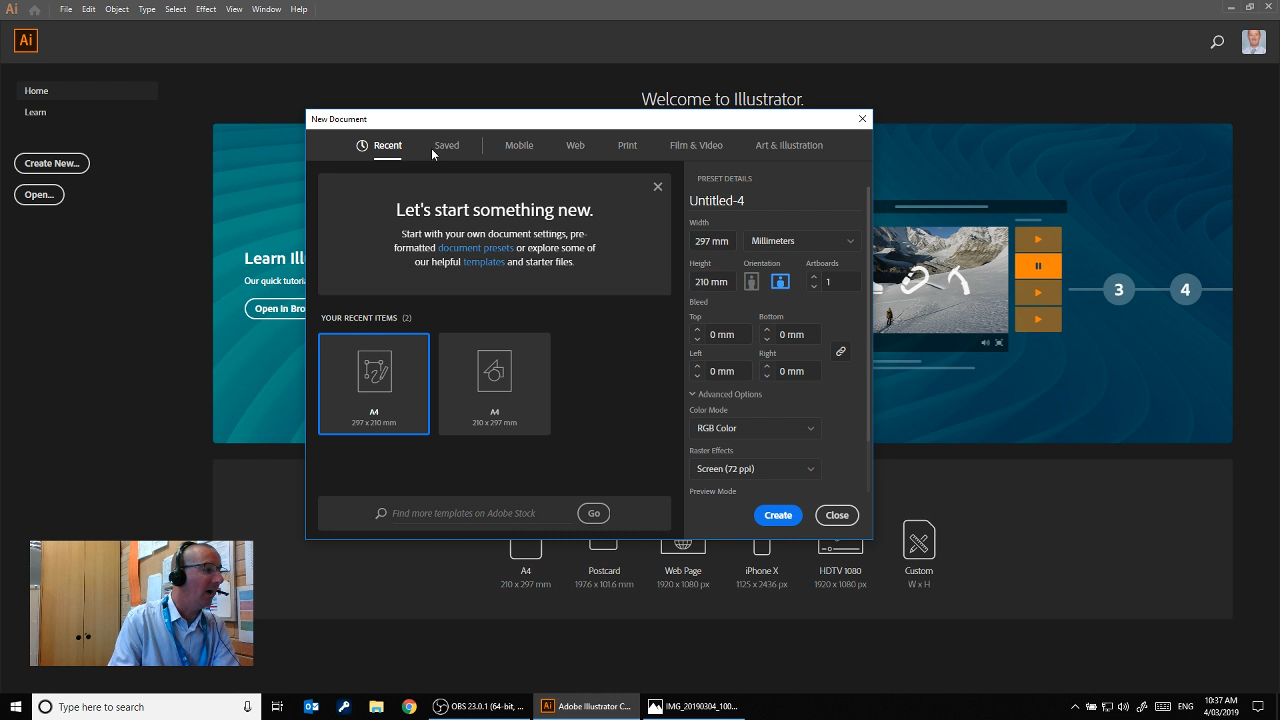 Ai
File Edit Object Type Select Effect View Window Help
Ai
Home
Learn
Create New...
Open...
Welcome to Illustrator.
Learn Ill
Our quick tutoria
Open in Bro
3 4
New Document
Recent Saved Mobile Web Print Film & Video Art & Illustration
Let's start something new.
Start with your own document settings, pre-
formatted document presets or explore some of
our helpful templates and starter files.
YOUR RECENT ITEMS (2)
A4
297 x 210 mm
A4
210 x 297 mm
Find more templates on Adobe Stock Go
PRESET DETAILS
Untitled-4
Width
297 mm Millimeters
Height Orientation Artboards
210 mm 1
Bleed
Top Bottom
0 mm 0 mm
Left Right
0 mm 0 mm
Advanced Options
Color Mode
RGB Color
Raster Effects
Screen (72 ppi)
Preview Mode
Create Close
A4 Postcard Web Page iPhone X HDTV 1080 Custom
210 x 297 mm 197.6 x 101.6 mm 1920 x 1080 px 1125 x 2436 px 1920 x 1080 px W x H
Type here to search
OBS 23.0.1 (64-bit, ...
Ai Adobe Illustrator C...
IMG_20190304_100...
ENG
10:37 AM
4/03/2019